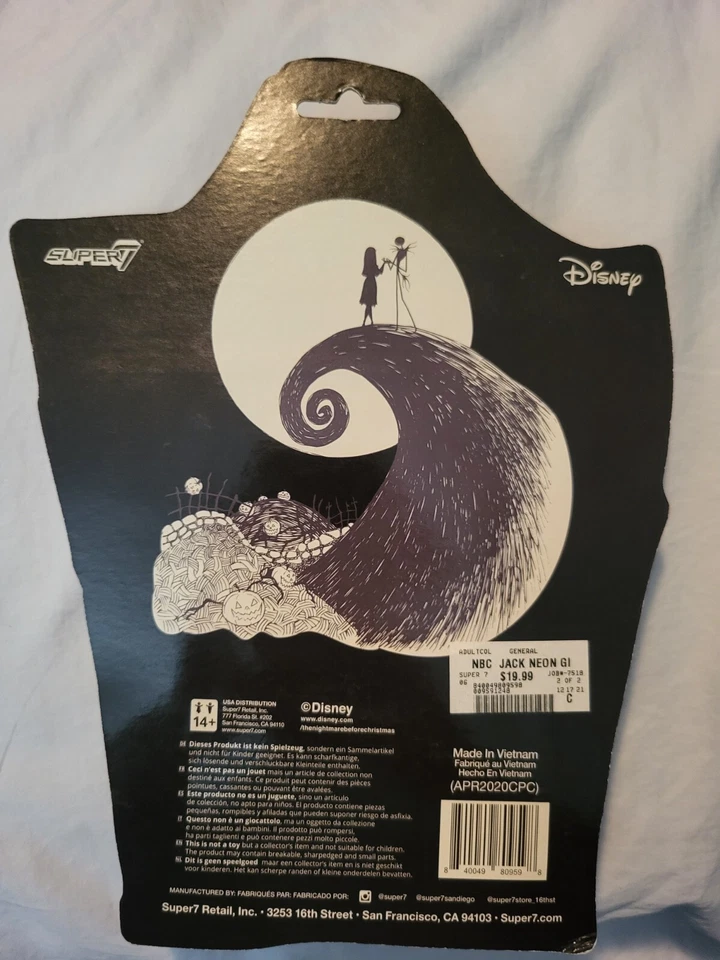 SUPER7
Disney
ADULTCOL GENERAL
NBC JACK NEON GI
SUPER 7 $19.99 JOB#-7518
06 840049809598 2 OF 2
009591248 12 17 21
C
14+
USA DISTRIBUTION
Super7 Retail, Inc.
777 Florida St. #202
San Francisco, CA 94110
www.super7.com
©Disney
www.disney.com
/thenightmarebeforechristmas
DE Dieses Produkt ist kein Spielzeug, sondern ein Sammelartikel
und nicht für Kinder geeignet. Es kann scharfkantige,
sich lösende und verschluckbare Kleinteile enthalten.
FR Ceci n'est pas un jouet mais un article de collection non
destiné aux enfants. Ce produit peut contenir des pièces
pointues, cassantes ou pouvant être avalées.
ES Este producto no es un juguete, sino un artículo
de colección, no apto para niños. El producto contiene piezas
pequeñas, rompibles y afiladas que pueden suponer riesgo de asfixia.
IT Questo non è un giocattolo, ma un oggetto da collezione
e non è adatto ai bambini. Il prodotto può rompersi,
ha parti taglienti e può contenere pezzi molto piccole.
EN This is not a toy but a collector item and not suitable for children.
The product may contain breakable, sharpedged and small parts.
NL Dit is geen speelgoed maar een collector's item en is niet geschikt
voor kinderen. Het kan scherpe randen of kleine onderdelen bevatten.
Made In Vietnam
Fabriqué au Vietnam
Hecho En Vietnam
(APR2020CPC)
8 40049 80959 8
MANUFACTURED BY: FABRIQUÉS PAR: FABRICADO POR: @super7 @super7sandiego @super7store_16thst
Super7 Retail, Inc. • 3253 16th Street • San Francisco, CA 94103 • Super7.com